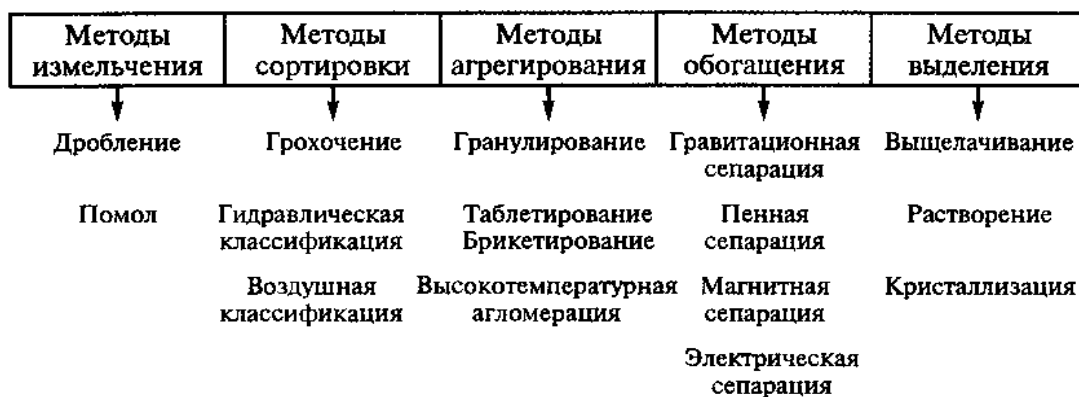 Методы измельчения
Методы сортировки
Методы агрегирования
Методы обогащения
Методы выделения
Дробление
Грохочение
Гранулирование
Гравитационная сепарация
Выщелачивание
Помол
Гидравлическая классификация
Таблетирование
Брикетирование
Пенная сепарация
Растворение
Воздушная классификация
Высокотемпературная агломерация
Магнитная сепарация
Кристаллизация
Электрическая сепарация